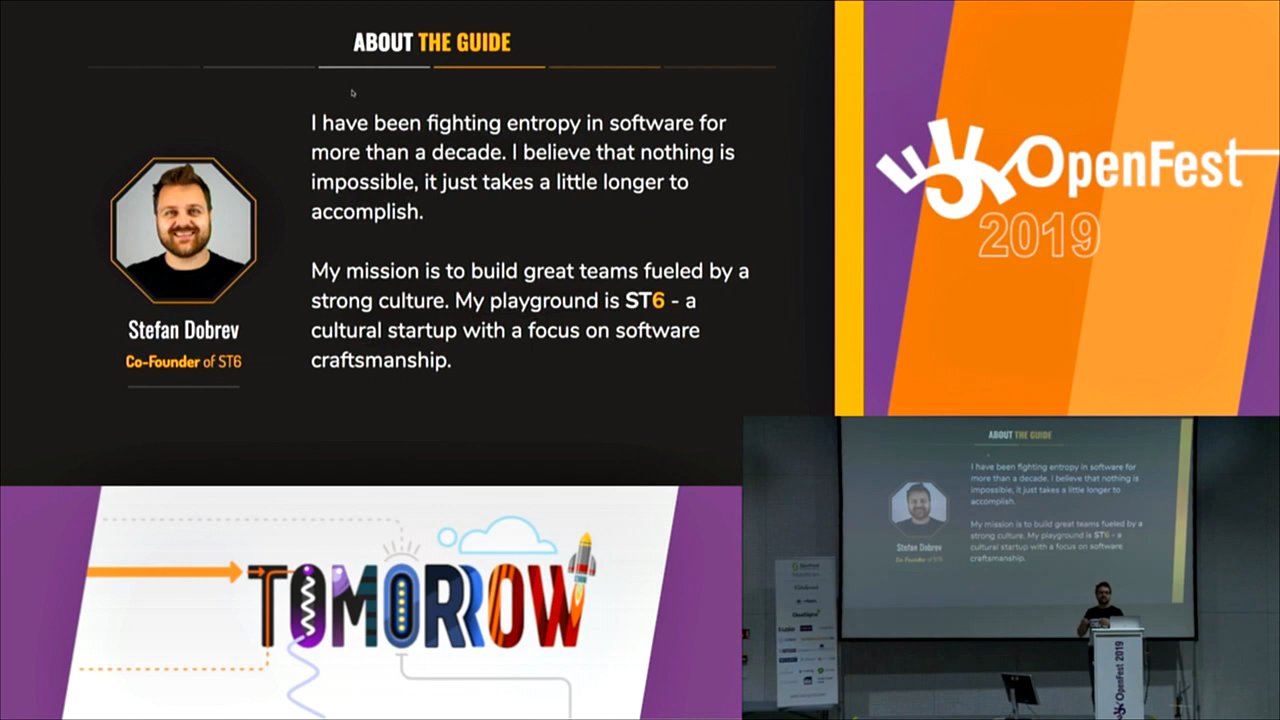 ABOUT THE GUIDE
I have been fighting entropy in software for
more than a decade. I believe that nothing is
impossible, it just takes a little longer to
accomplish.
My mission is to build great teams fueled by a
strong culture. My playground is ST6 - a
cultural startup with a focus on software
craftsmanship.
Stefan Dobrev
Co-Founder of ST6
OpenFest
2019
TOMORROW
ABOUT THE GUIDE
I have been fighting entropy in software for
more than a decade. I believe that nothing is
impossible, it just takes a little longer to
accomplish.
My mission is to build great teams fueled by a
strong culture. My playground is ST6 - a
cultural startup with a focus on software
craftsmanship.
Stefan Dobrev
Co-Founder of ST6
OpenFest 2019